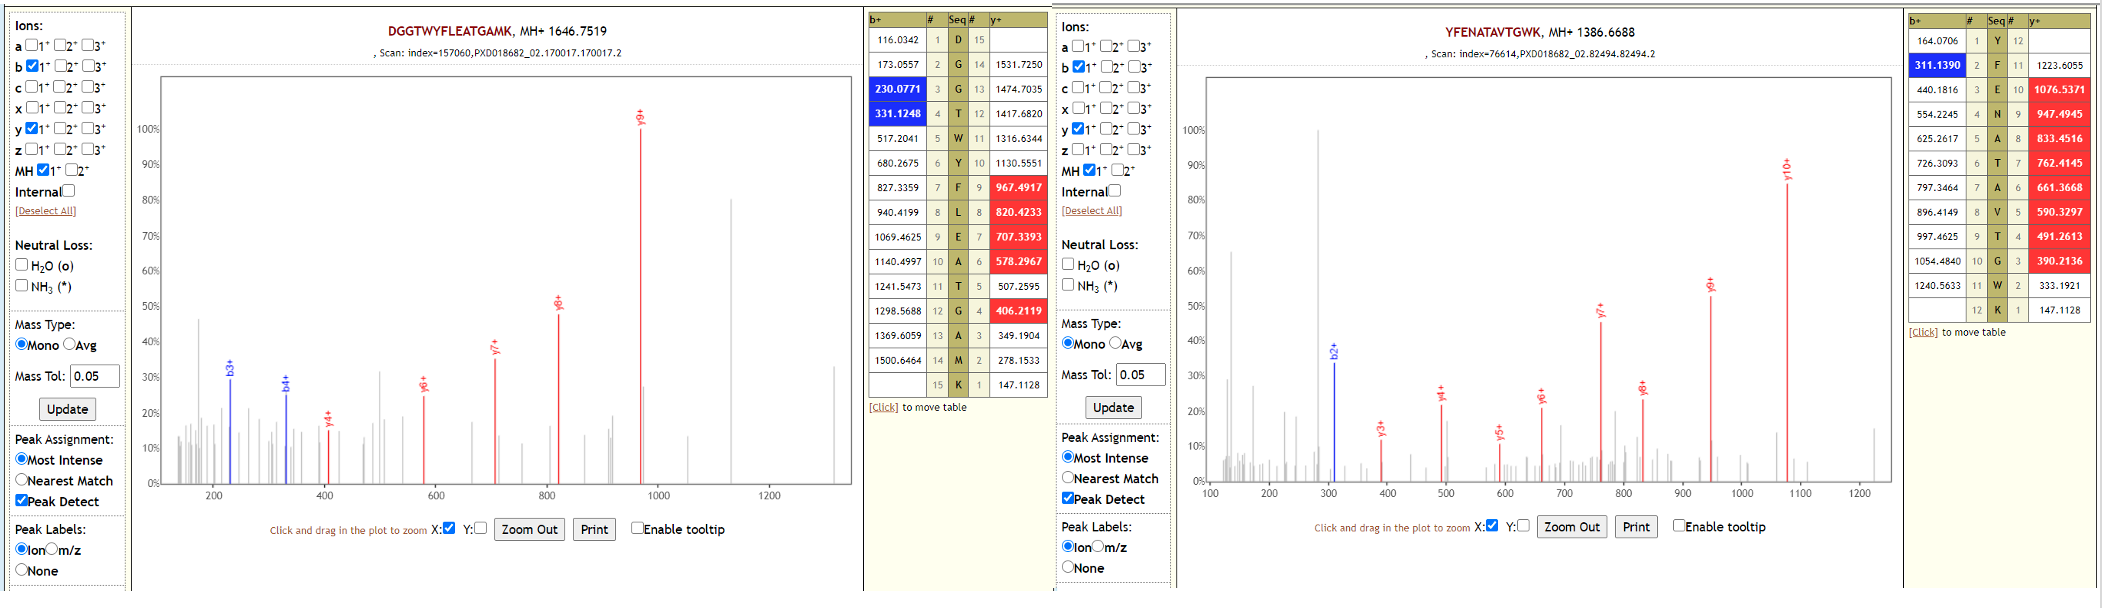 Ions:
a 1+ 2+ 3+
b 1+ 2+ 3+
c 1+ 2+ 3+
x 1+ 2+ 3+
y 1+ 2+ 3+
z 1+ 2+ 3+
MH 1+ 2+
Internal
[Deselect All]
Neutral Loss:
H2O (o)
NH3 (*)
Mass Type:
Mono Avg
Mass Tol: 0.05
Update
Peak Assignment:
Most Intense
Nearest Match
Peak Detect
Peak Labels:
Ion m/z
None
DGGTWYFLEATGAMK, MH+ 1646.7519
, Scan: index=157060,PXD018682_02.170017.170017.2
100%
90%
80%
70%
60%
50%
40%
30%
20%
10%
0%
b3+
b4+
y4+
y6+
y7+
y8+
y9+
200 400 600 800 1000 1200
Click and drag in the plot to zoom X: Y: Zoom Out Print Enable tooltip
b+ # Seq # y+
116.0342 1 D 15
173.0557 2 G 14 1531.7250
230.0771 3 G 13 1474.7035
331.1248 4 T 12 1417.6820
517.2041 5 W 11 1316.6344
680.2675 6 Y 10 1130.5551
827.3359 7 F 9 967.4917
940.4199 8 L 8 820.4233
1069.4625 9 E 7 707.3393
1140.4997 10 A 6 578.2967
1241.5473 11 T 5 507.2595
1298.5688 12 G 4 406.2119
1369.6059 13 A 3 349.1904
1500.6464 14 M 2 278.1533
15 K 1 147.1128
[Click] to move table
Ions:
a 1+ 2+ 3+
b 1+ 2+ 3+
c 1+ 2+ 3+
x 1+ 2+ 3+
y 1+ 2+ 3+
z 1+ 2+ 3+
MH 1+ 2+
Internal
[Deselect All]
Neutral Loss:
H2O (o)
NH3 (*)
Mass Type:
Mono Avg
Mass Tol: 0.05
Update
Peak Assignment:
Most Intense
Nearest Match
Peak Detect
Peak Labels:
Ion m/z
None
YFENATAVTGWK, MH+ 1386.6688
, Scan: index=76614,PXD018682_02.82494.82494.2
100%
90%
80%
70%
60%
50%
40%
30%
20%
10%
0%
b2+
y3+
y4+
y5+
y6+
y7+
y8+
y9+
y10+
100 200 300 400 500 600 700 800 900 1000 1100 1200
Click and drag in the plot to zoom X: Y: Zoom Out Print Enable tooltip
b+ # Seq # y+
164.0706 1 Y 12
311.1390 2 F 11 1223.6055
440.1816 3 E 10 1076.5371
554.2245 4 N 9 947.4945
625.2617 5 A 8 833.4516
726.3093 6 T 7 762.4145
797.3464 7 A 6 661.3668
896.4149 8 V 5 590.3297
997.4625 9 T 4 491.2613
1054.4840 10 G 3 390.2136
1240.5633 11 W 2 333.1921
12 K 1 147.1128
[Click] to move table